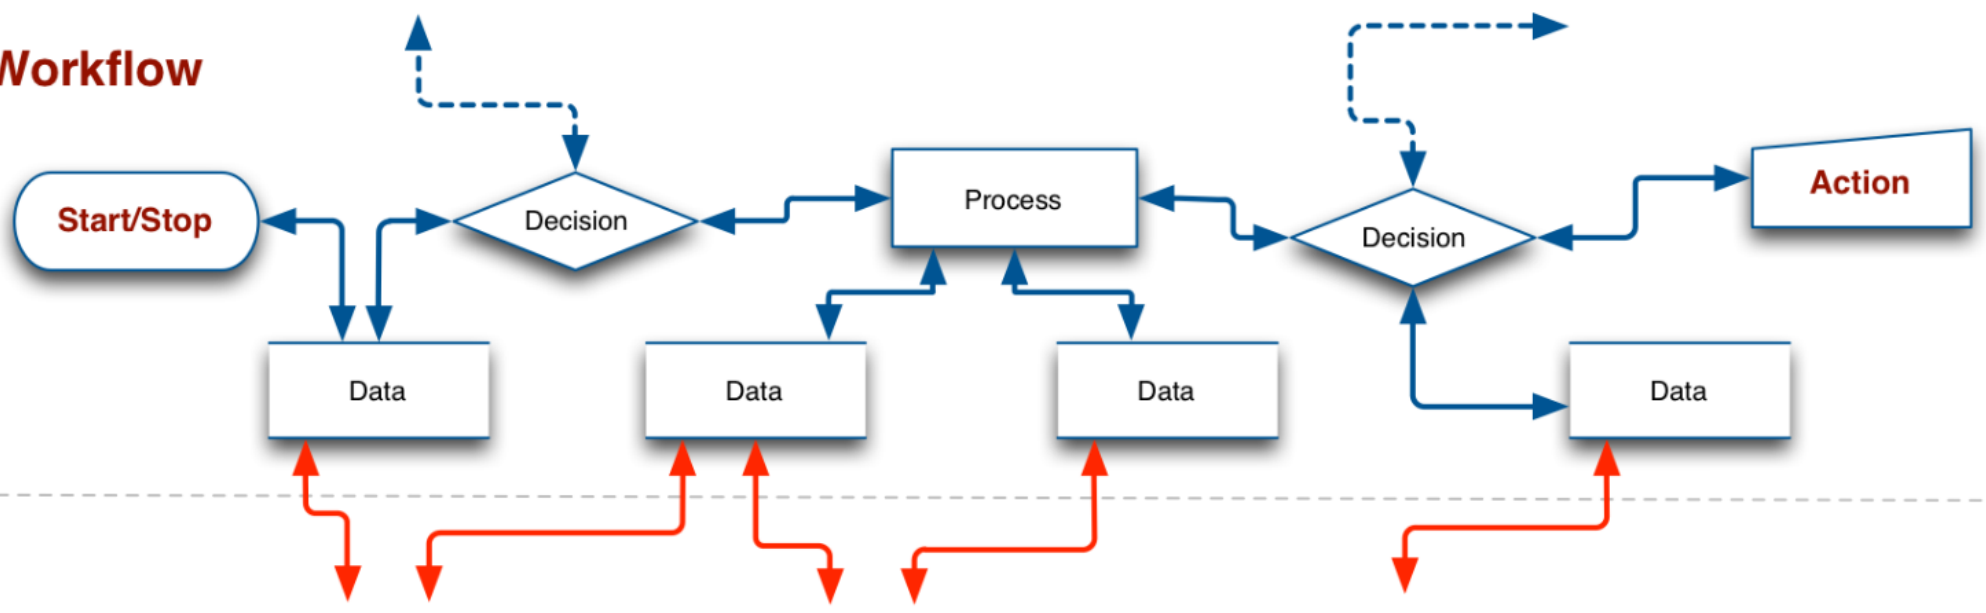 Workflow
Start/Stop
Decision
Process
Decision
Action
Data
Data
Data
Data